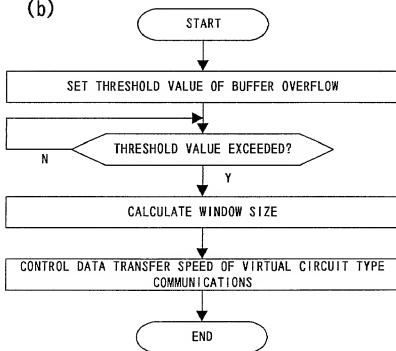 (b)
START
SET THRESHOLD VALUE OF BUFFER OVERFLOW
THRESHOLD VALUE EXCEEDED?
N
Y
CALCULATE WINDOW SIZE
CONTROL DATA TRANSFER SPEED OF VIRTUAL CIRCUIT TYPE
COMMUNICATIONS
END